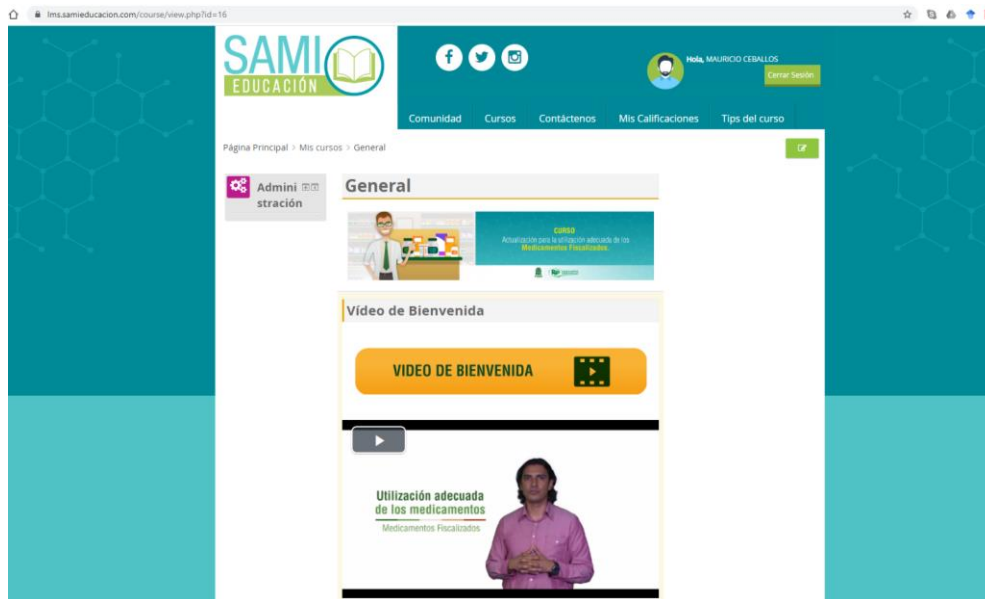 lms.samieducacion.com/course/view.php?id=16
SAMI
EDUCACIÓN
Hola, MAURICIO CEBALLOS
Cerrar Sesión
Comunidad Cursos Contáctenos Mis Calificaciones Tips del curso
Página Principal > Mis cursos > General
Admini
stración
General
CURSO
Actualización para la utilización adecuada de los
Medicamentos Fiscalizados
Vídeo de Bienvenida
VIDEO DE BIENVENIDA
Utilización adecuada
de los medicamentos
Medicamentos Fiscalizados